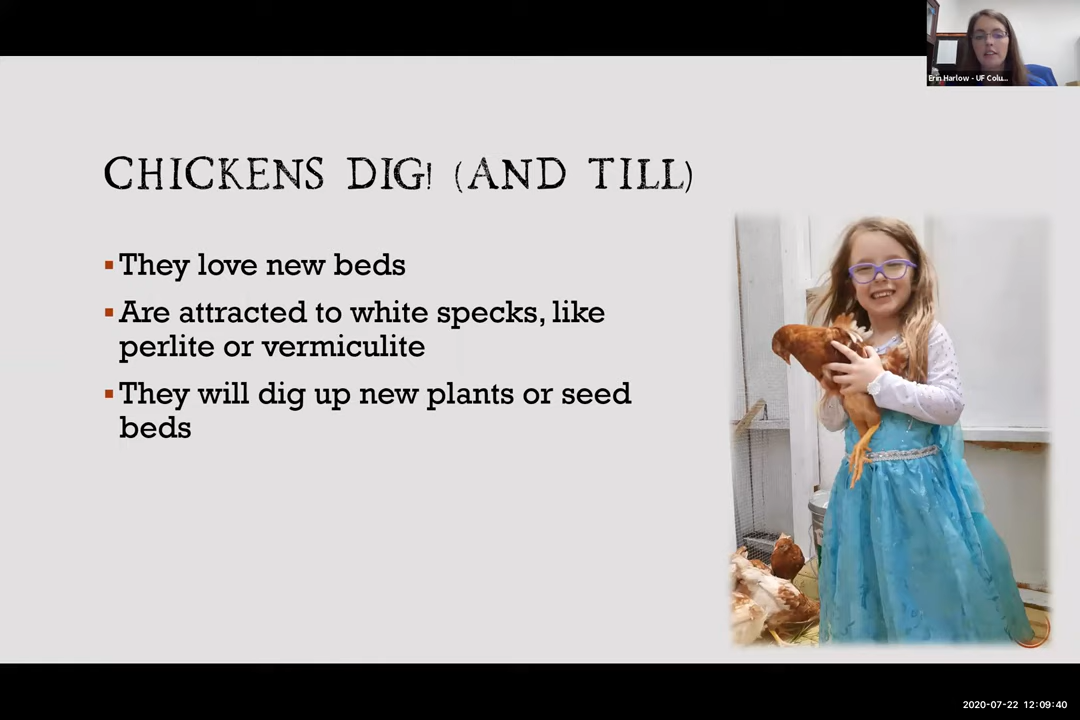 Erin Harlow - UF Colu...
CHICKENS DIG! (AND TILL)
▪They love new beds
▪Are attracted to white specks, like
perlite or vermiculite
▪They will dig up new plants or seed
beds
2020-07-22 12:09:40